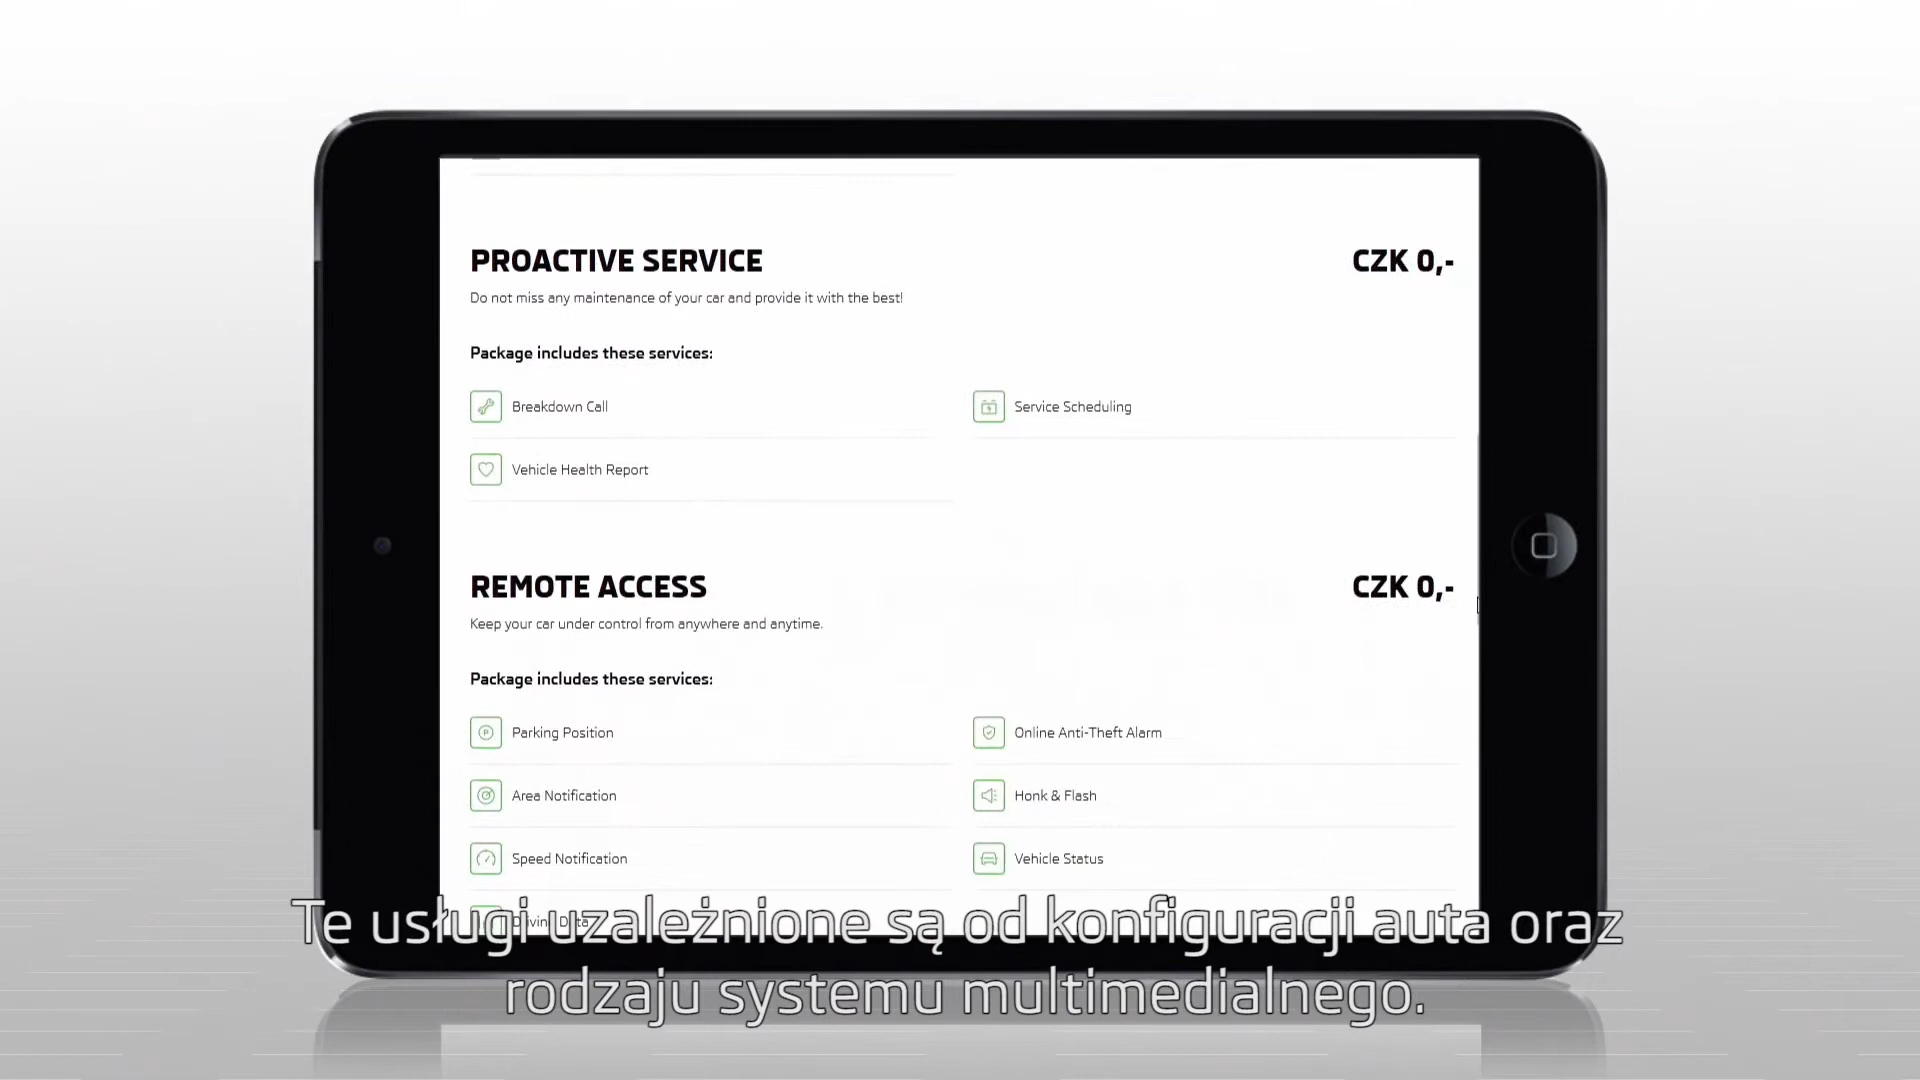 PROACTIVE SERVICE
CZK 0,-
Do not miss any maintenance of your car and provide it with the best!
Package includes these services:
Breakdown Call
Service Scheduling
Vehicle Health Report
REMOTE ACCESS
CZK 0,-
Keep your car under control from anywhere and anytime.
Package includes these services:
Parking Position
Online Anti-Theft Alarm
Area Notification
Honk & Flash
Speed Notification
Vehicle Status
Driving Data
Te usługi uzależnione są od konfiguracji auta oraz
rodzaju systemu multimedialnego.